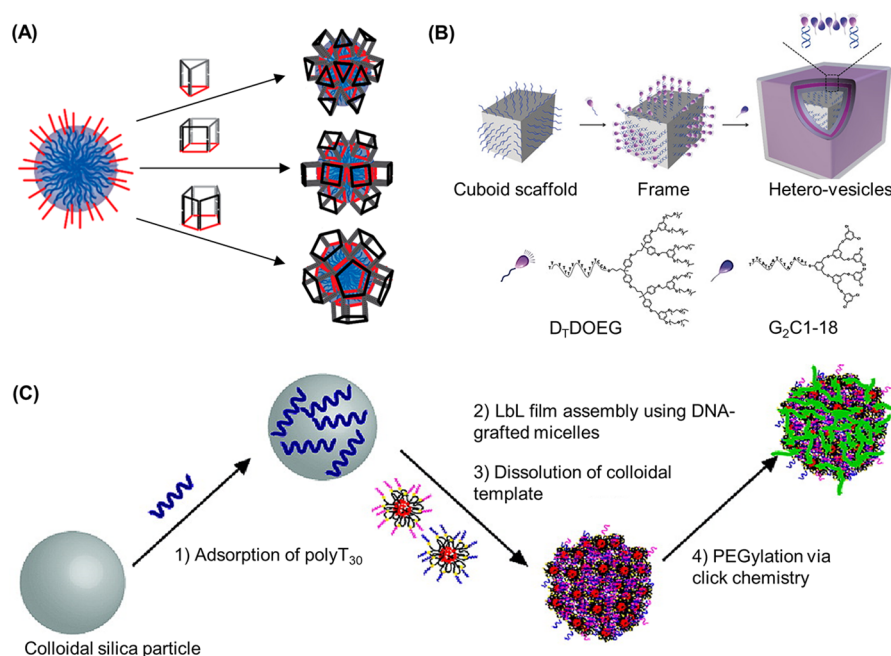 (A)
(B)
Cuboid scaffold
Frame
Hetero-vesicles
DTDOEG
G2C1-18
(C)
2) LbL film assembly using DNA-
grafted micelles
3) Dissolution of colloidal
template
1) Adsorption of polyT30
4) PEGylation via
click chemistry
Colloidal silica particle